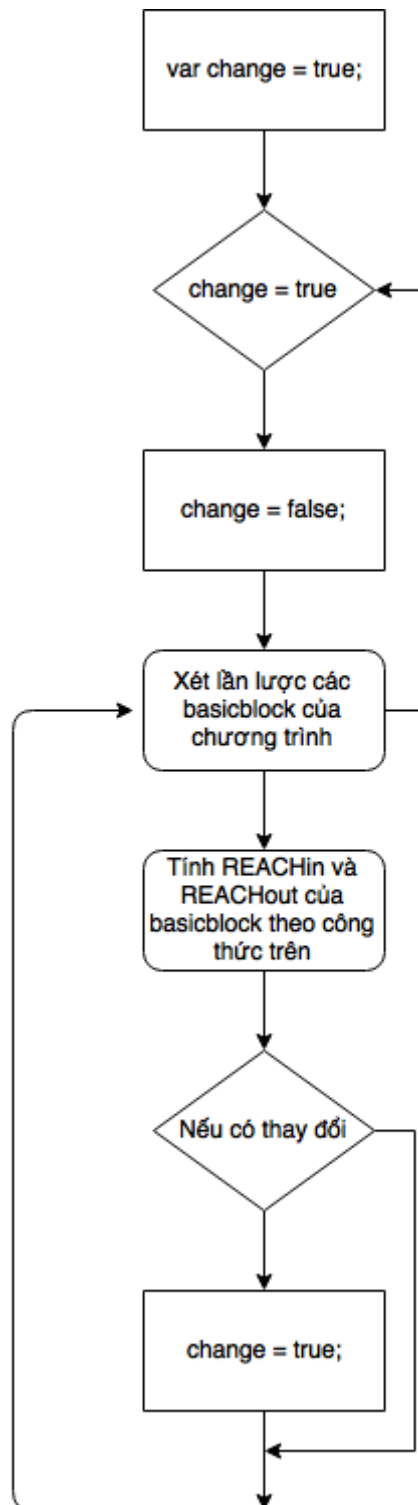 var change = true;
change = true
change = false;
Xét lần lược các
basicblock của
chương trình
Tính REACHin và
REACHout của
basicblock theo công
thức trên
Nếu có thay đổi
change = true;